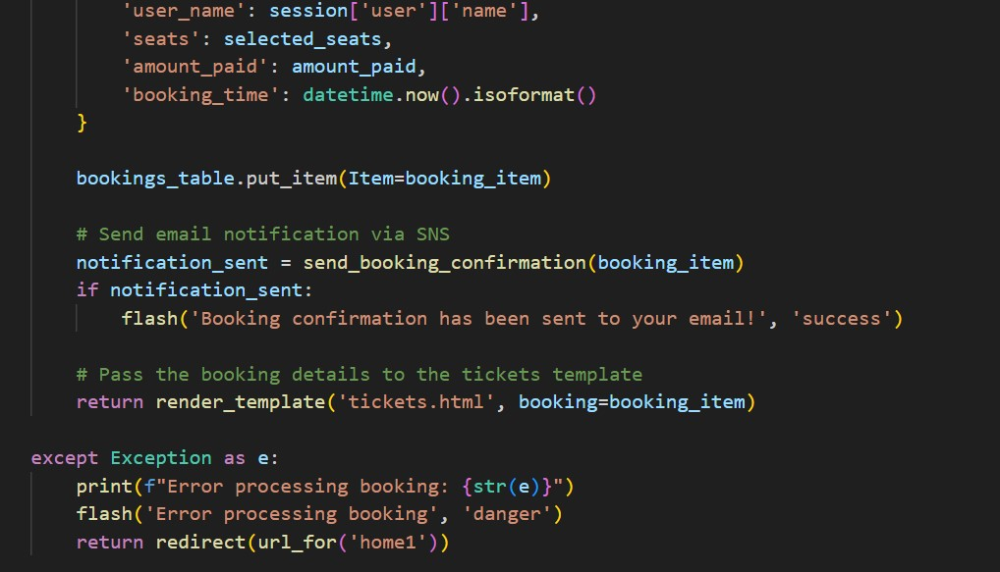 'user_name': session['user']['name'],
'seats': selected_seats,
'amount_paid': amount_paid,
'booking_time': datetime.now().isoformat()
}
bookings_table.put_item(Item=booking_item)
# Send email notification via SNS
notification_sent = send_booking_confirmation(booking_item)
if notification_sent:
flash('Booking confirmation has been sent to your email!', 'success')
# Pass the booking details to the tickets template
return render_template('tickets.html', booking=booking_item)
except Exception as e:
print(f"Error processing booking: {str(e)}")
flash('Error processing booking', 'danger')
return redirect(url_for('home1'))